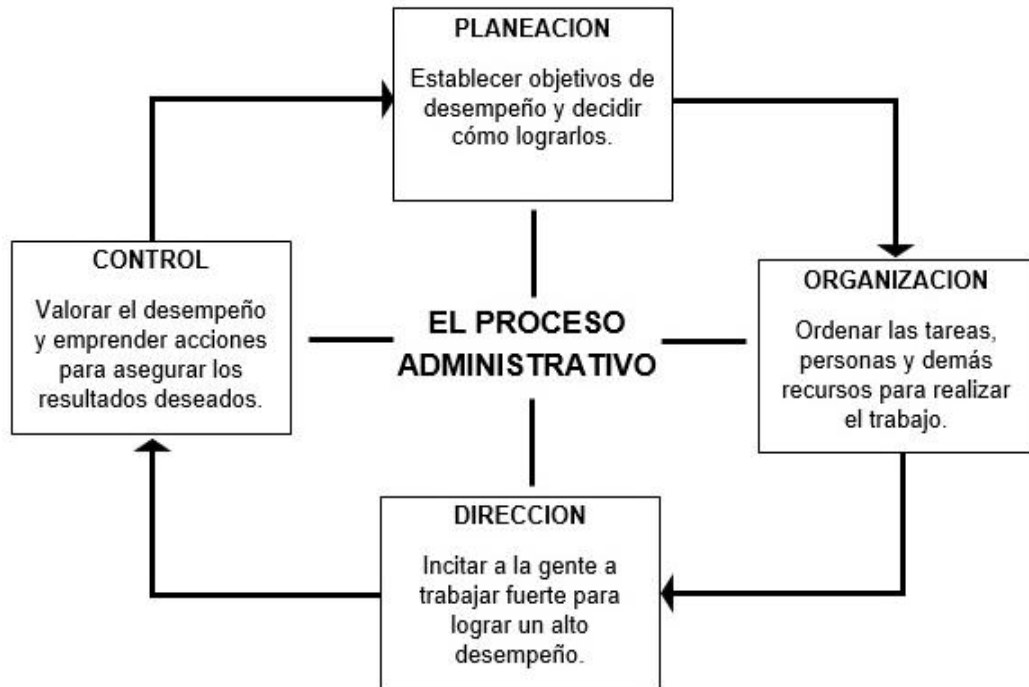 PLANEACION
Establecer objetivos de
desempeño y decidir
cómo lograrlos.
CONTROL
Valorar el desempeño
y emprender acciones
para asegurar los
resultados deseados.
EL PROCESO
ADMINISTRATIVO
ORGANIZACION
Ordenar las tareas,
personas y demás
recursos para realizar
el trabajo.
DIRECCION
Incitar a la gente a
trabajar fuerte para
lograr un alto
desempeño.